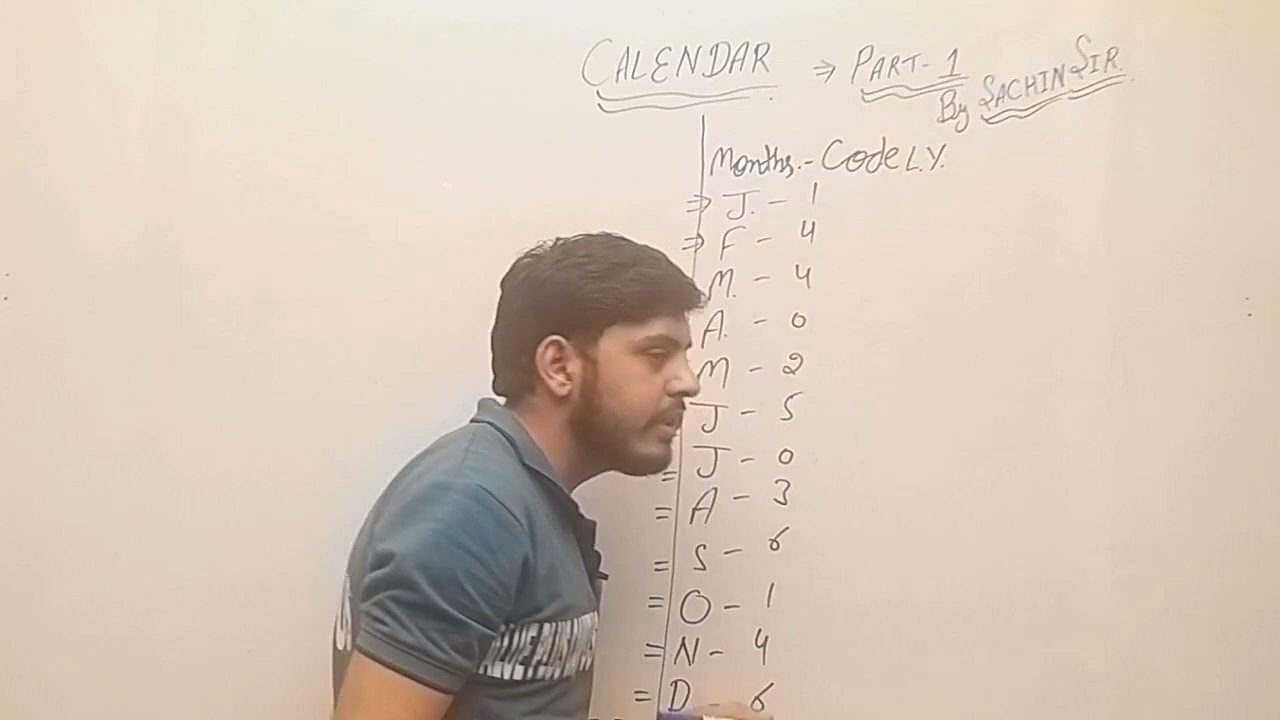 CALENDAR ⇒ PART-1
By SACHIN SIR.
Months.- Code L.Y.
⇒ J. - 1
⇒ F - 4
M. - 4
A. - 0
M - 2
J - 5
= J - 0
= A - 3
= S - 6
= O - 1
= N - 4
= D - 6